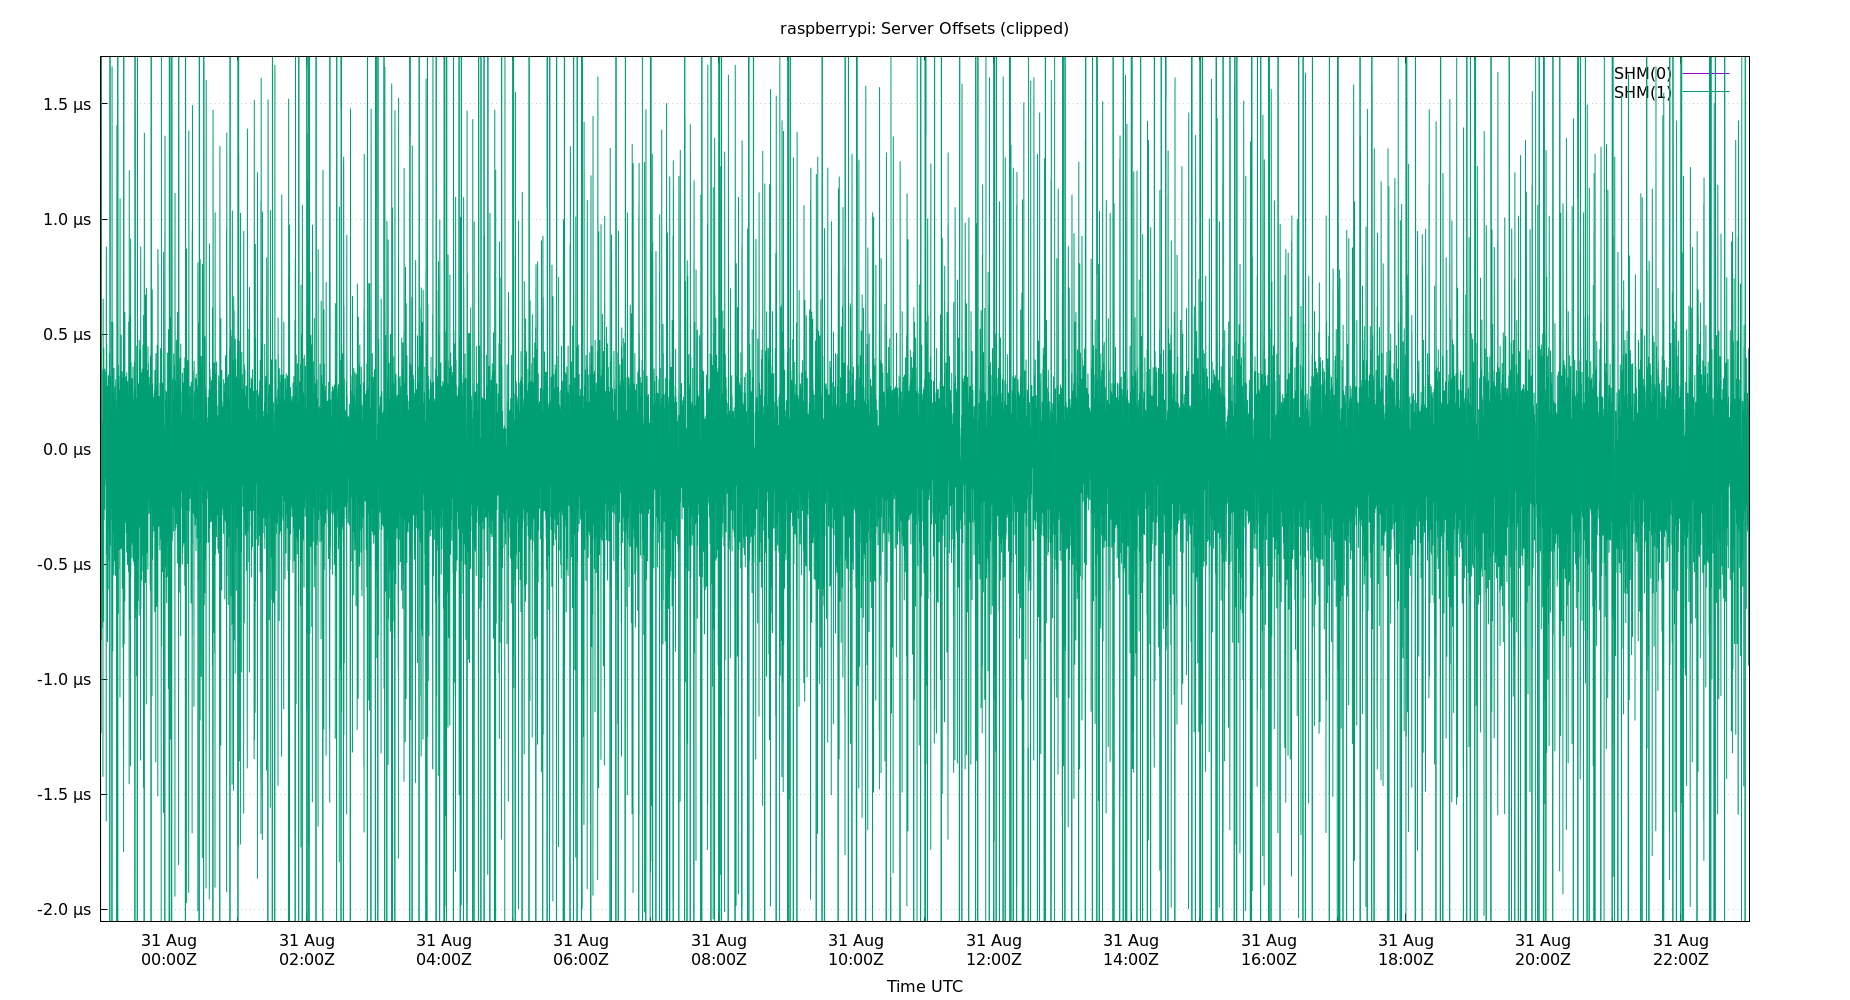 raspberrypi: Server Offsets (clipped)
SHM(0)
SHM(1)
1.5 µs
1.0 µs
0.5 µs
0.0 µs
-0.5 µs
-1.0 µs
-1.5 µs
-2.0 µs
31 Aug 31 Aug 31 Aug 31 Aug 31 Aug 31 Aug 31 Aug 31 Aug 31 Aug 31 Aug 31 Aug 31 Aug
00:00Z 02:00Z 04:00Z 06:00Z 08:00Z 10:00Z 12:00Z 14:00Z 16:00Z 18:00Z 20:00Z 22:00Z
Time UTC